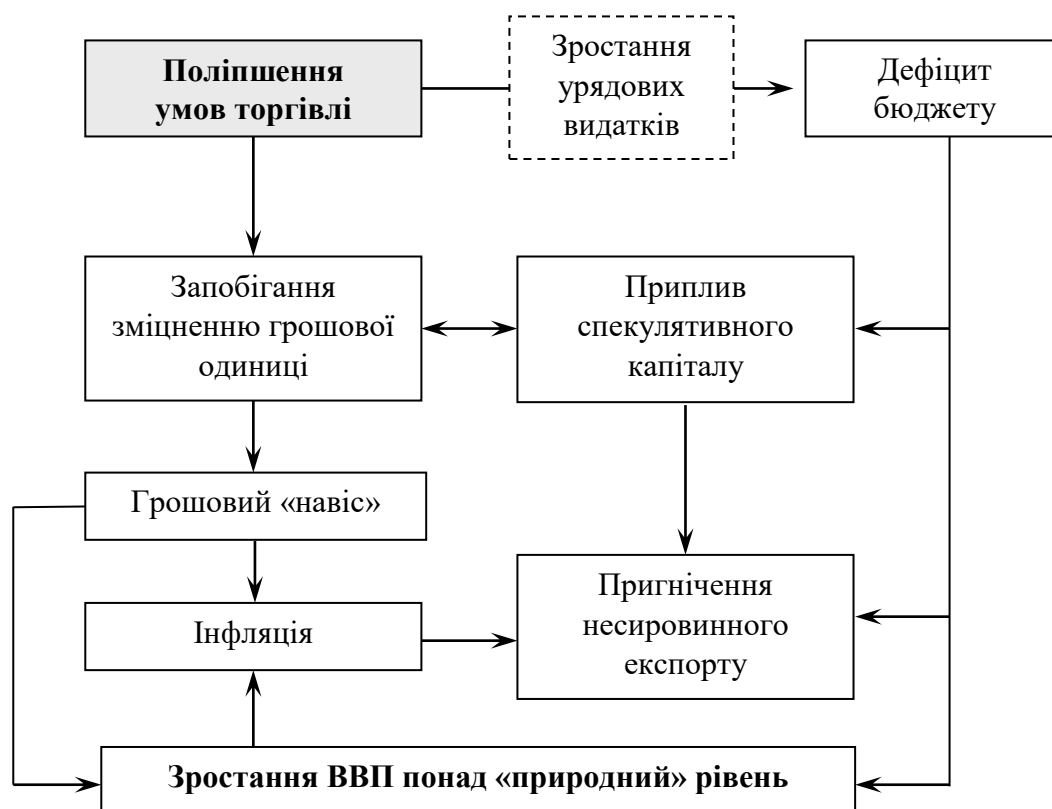 Поліпшення
умов торгівлі
Зростання
урядових
видатків
Дефіцит
бюджету
Запобігання
зміцненню грошової
одиниці
Приплив
спекулятивного
капіталу
Грошовий «навіс»
Інфляція
Пригнічення
несировинного
експорту
Зростання ВВП понад «природний» рівень